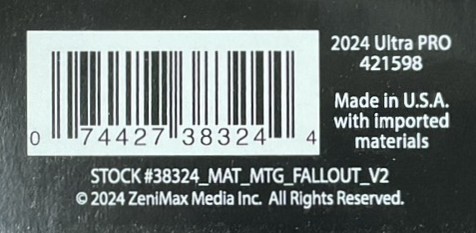 2024 Ultra PRO
421598
Made in U.S.A.
with imported
materials
0 74427 38324 4
STOCK #38324_MAT_MTG_FALLOUT_V2
© 2024 ZeniMax Media Inc. All Rights Reserved.